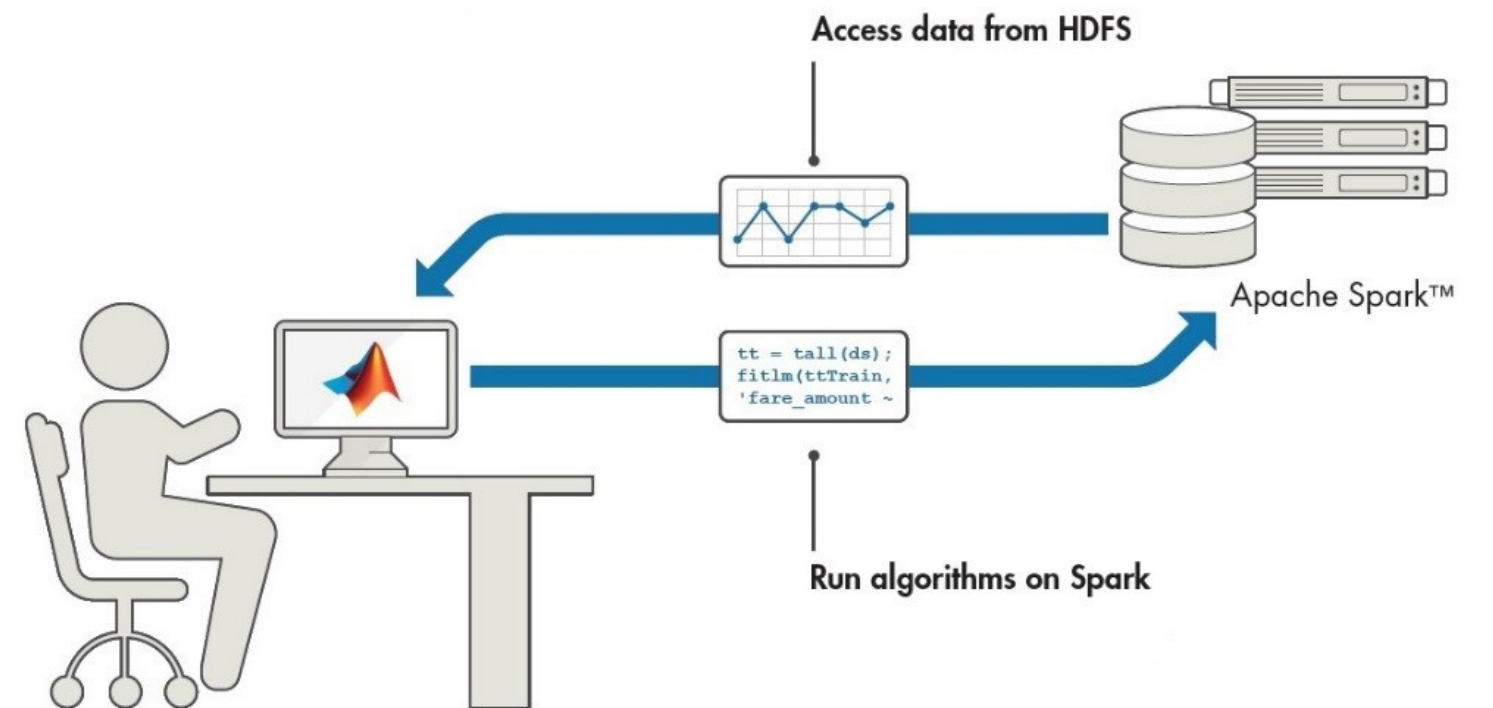 Access data from HDFS
Apache Spark™
tt = tall(ds);
fitlm(ttTrain,
'fare_amount ~
Run algorithms on Spark